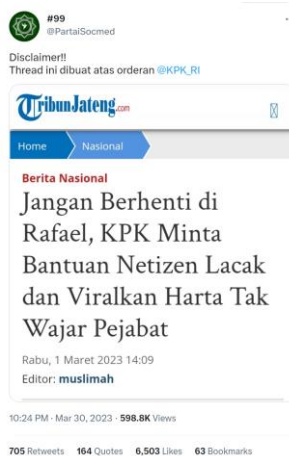 #99
@PartaiSocmed
Disclaimer!!
Thread ini dibuat atas orderan @KPK_RI
TribunJateng.com
Home
Nasional
Berita Nasional
Jangan Berhenti di
Rafael, KPK Minta
Bantuan Netizen Lacak
dan Viralkan Harta Tak
Wajar Pejabat
Rabu, 1 Maret 2023 14:09
Editor: muslimah
10:24 PM · Mar 30, 2023 · 598.8K Views
705 Retweets 164 Quotes 6,503 Likes 63 Bookmarks